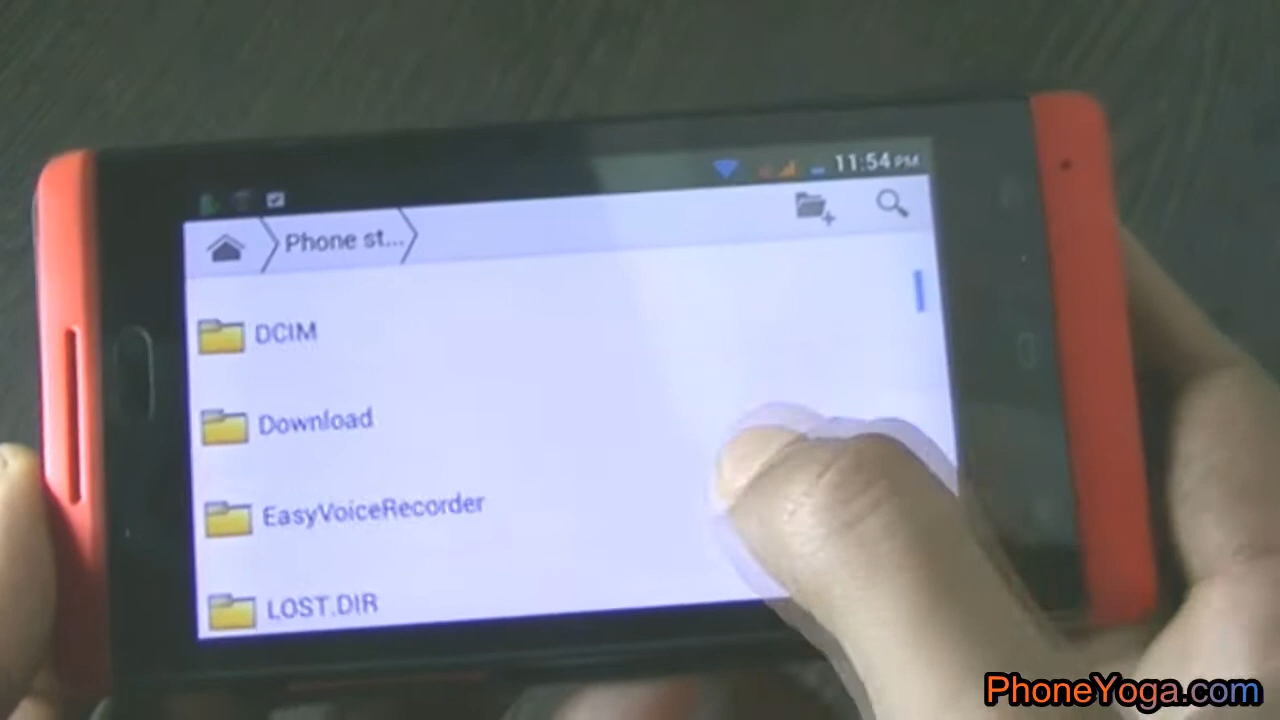 11:54 PM
Phone st...
DCIM
Download
EasyVoiceRecorder
LOST.DIR
PhoneYoga.com